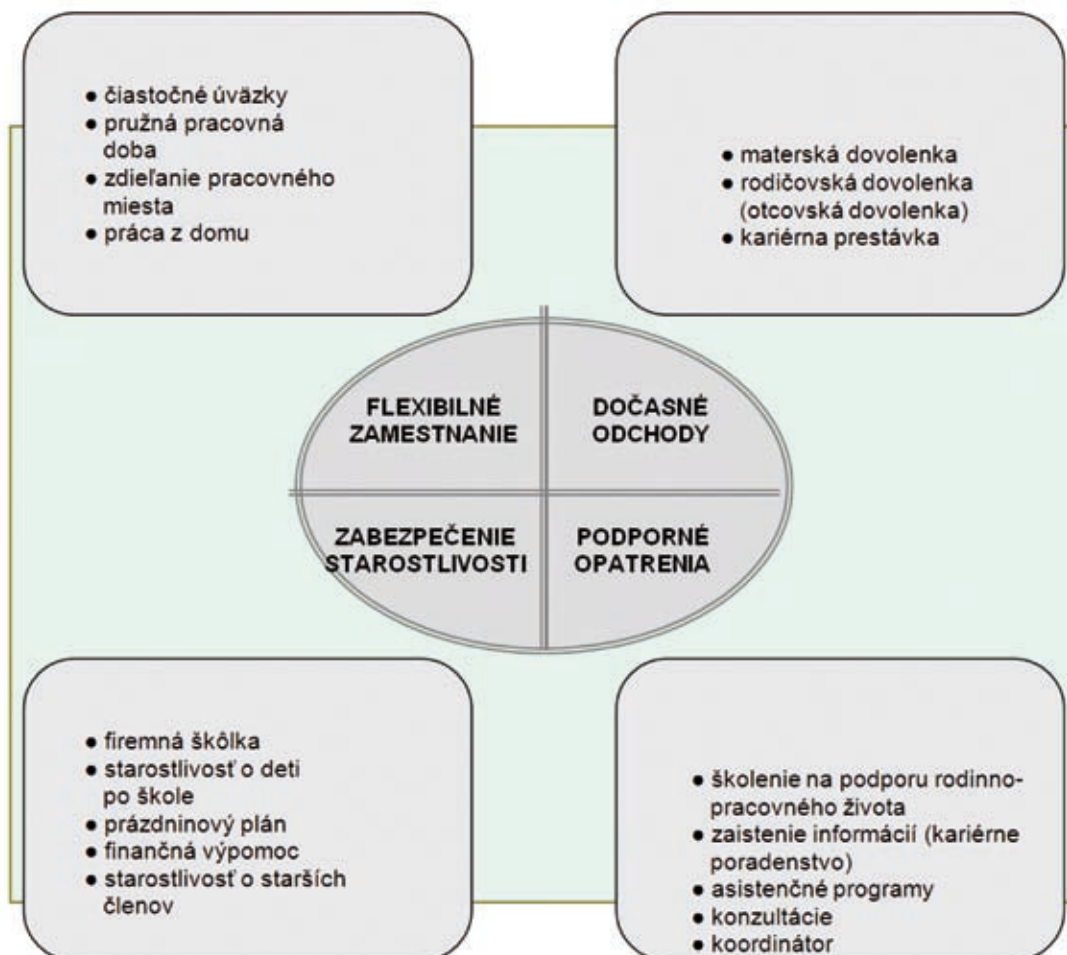 ● čiastočné úväzky
● pružná pracovná
doba
● zdieľanie pracovného
miesta
● práca z domu
● materská dovolenka
● rodičovská dovolenka
(otcovská dovolenka)
● kariérna prestávka
FLEXIBILNÉ
ZAMESTNANIE
DOČASNÉ
ODCHODY
ZABEZPEČENIE
STAROSTLIVOSTI
PODPORNÉ
OPATRENIA
● firemná škôlka
● starostlivosť o deti
po škole
● prázdninový plán
● finančná výpomoc
● starostlivosť o starších
členov
● školenie na podporu rodinno-
pracovného života
● zaistenie informácií (kariérne
poradenstvo)
● asistenčné programy
● konzultácie
● koordinátor